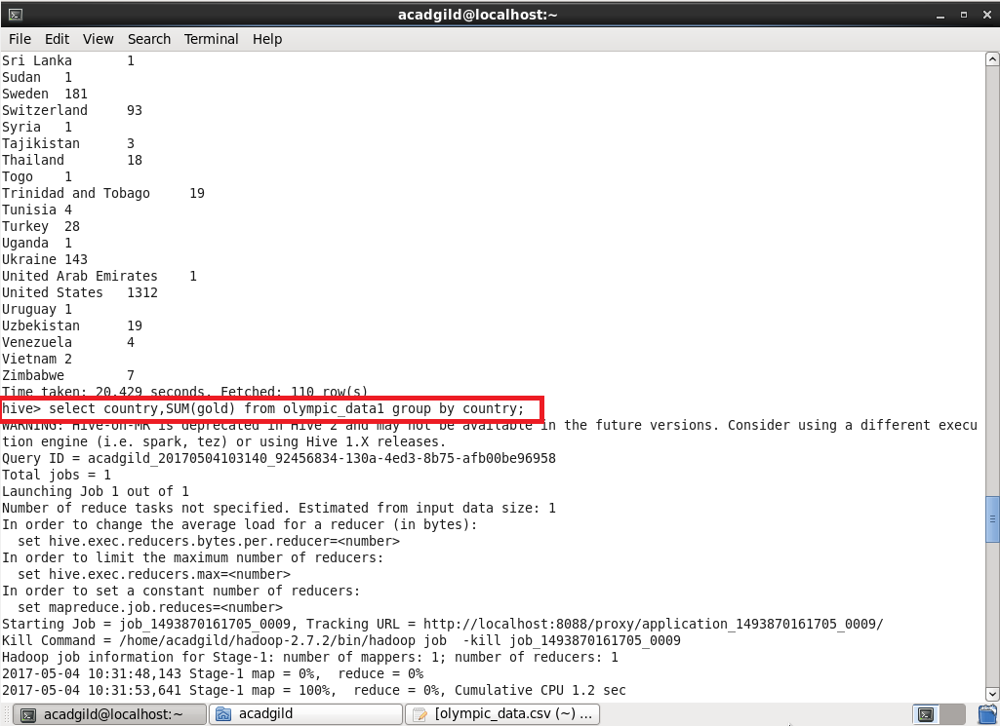 acadgild@localhost:~
File Edit View Search Terminal Help
Sri Lanka 1
Sudan 1
Sweden 181
Switzerland 93
Syria 1
Tajikistan 3
Thailand 18
Togo 1
Trinidad and Tobago 19
Tunisia 4
Turkey 28
Uganda 1
Ukraine 143
United Arab Emirates 1
United States 1312
Uruguay 1
Uzbekistan 19
Venezuela 4
Vietnam 2
Zimbabwe 7
Time taken: 20.429 seconds, Fetched: 110 row(s)
hive> select country,SUM(gold) from olympic_data1 group by country;
WARNING: Hive-on-MR is deprecated in Hive 2 and may not be available in the future versions. Consider using a different execu
tion engine (i.e. spark, tez) or using Hive 1.X releases.
Query ID = acadgild_20170504103140_92456834-130a-4ed3-8b75-afb00be96958
Total jobs = 1
Launching Job 1 out of 1
Number of reduce tasks not specified. Estimated from input data size: 1
In order to change the average load for a reducer (in bytes):
  set hive.exec.reducers.bytes.per.reducer=<number>
In order to limit the maximum number of reducers:
  set hive.exec.reducers.max=<number>
In order to set a constant number of reducers:
  set mapreduce.job.reduces=<number>
Starting Job = job_1493870161705_0009, Tracking URL = http://localhost:8088/proxy/application_1493870161705_0009/
Kill Command = /home/acadgild/hadoop-2.7.2/bin/hadoop job  -kill job_1493870161705_0009
Hadoop job information for Stage-1: number of mappers: 1; number of reducers: 1
2017-05-04 10:31:48,143 Stage-1 map = 0%,  reduce = 0%
2017-05-04 10:31:53,641 Stage-1 map = 100%,  reduce = 0%, Cumulative CPU 1.2 sec
acadgild@localhost:~ acadgild [olympic_data.csv (~) ...